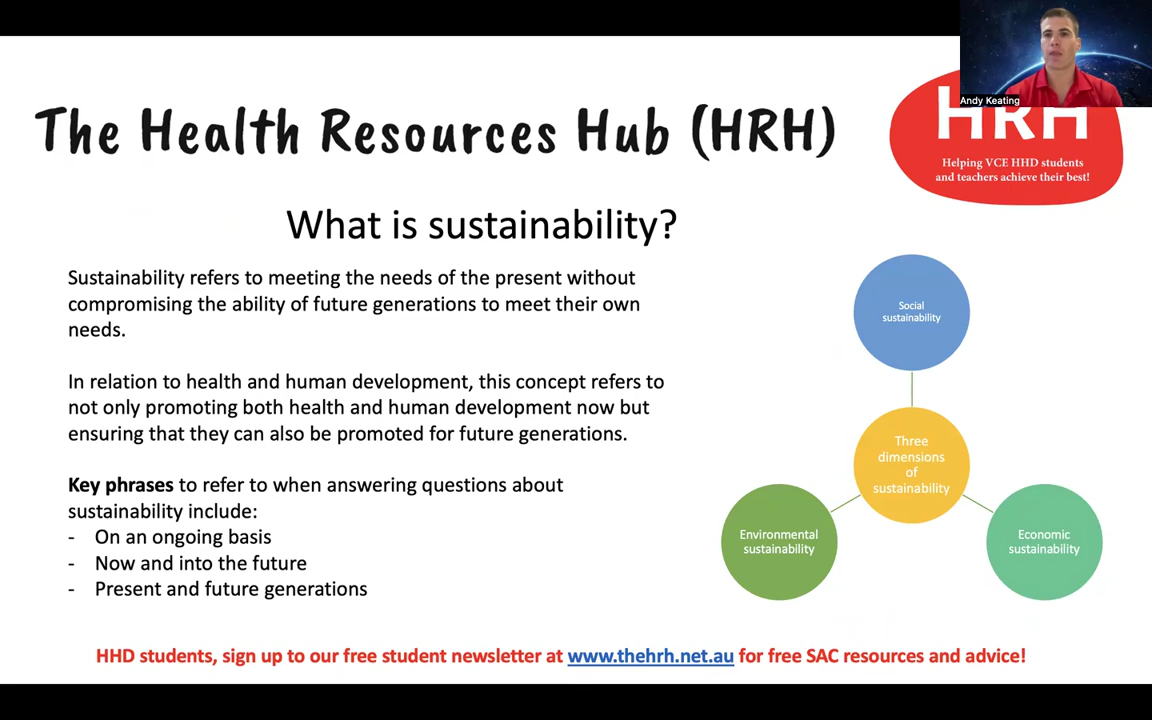 Andy Keating
The Health Resources Hub (HRH)
HRH
Helping VCE HHD students
and teachers achieve their best!
What is sustainability?
Sustainability refers to meeting the needs of the present without
compromising the ability of future generations to meet their own
needs.
In relation to health and human development, this concept refers to
not only promoting both health and human development now but
ensuring that they can also be promoted for future generations.
Key phrases to refer to when answering questions about
sustainability include:
- On an ongoing basis
- Now and into the future
- Present and future generations
Social
sustainability
Three
dimensions
of
sustainability
Environmental
sustainability
Economic
sustainability
HHD students, sign up to our free student newsletter at www.thehrh.net.au for free SAC resources and advice!